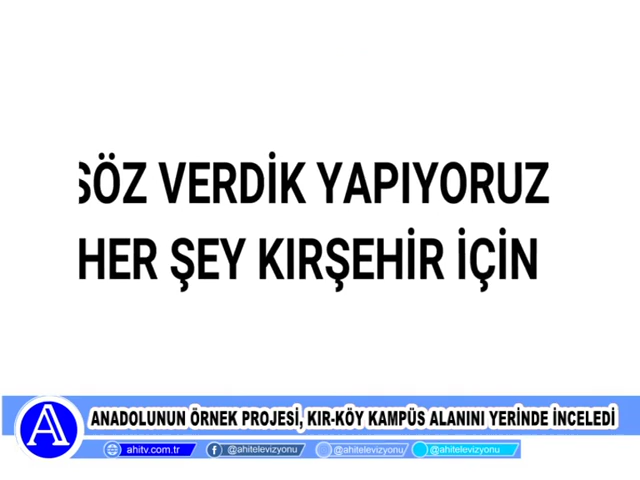 SÖZ VERDİK YAPIYORUZ
HER ŞEY KIRŞEHİR İÇİN
ANADOLUNUN ÖRNEK PROJESİ, KIR-KÖY KAMPÜS ALANINI YERİNDE İNCELEDİ
A
ahitv.com.tr @ahitelevizyonu @ahitelevizyonu @ahitelevizyonu